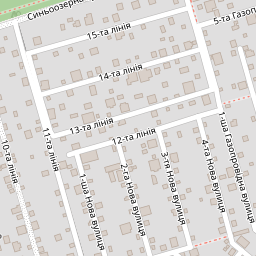 Синьоозерна
5-та Газоп
15-та лінія
14-та лінія
13-та лінія
12-та лінія
11-та лінія
10-та лінія
1-ша Нова вулиця
2-га Нова вулиця
3-тя Нова вулиця
4-та Нова вулиця
1-ша Газопровідна вулиця